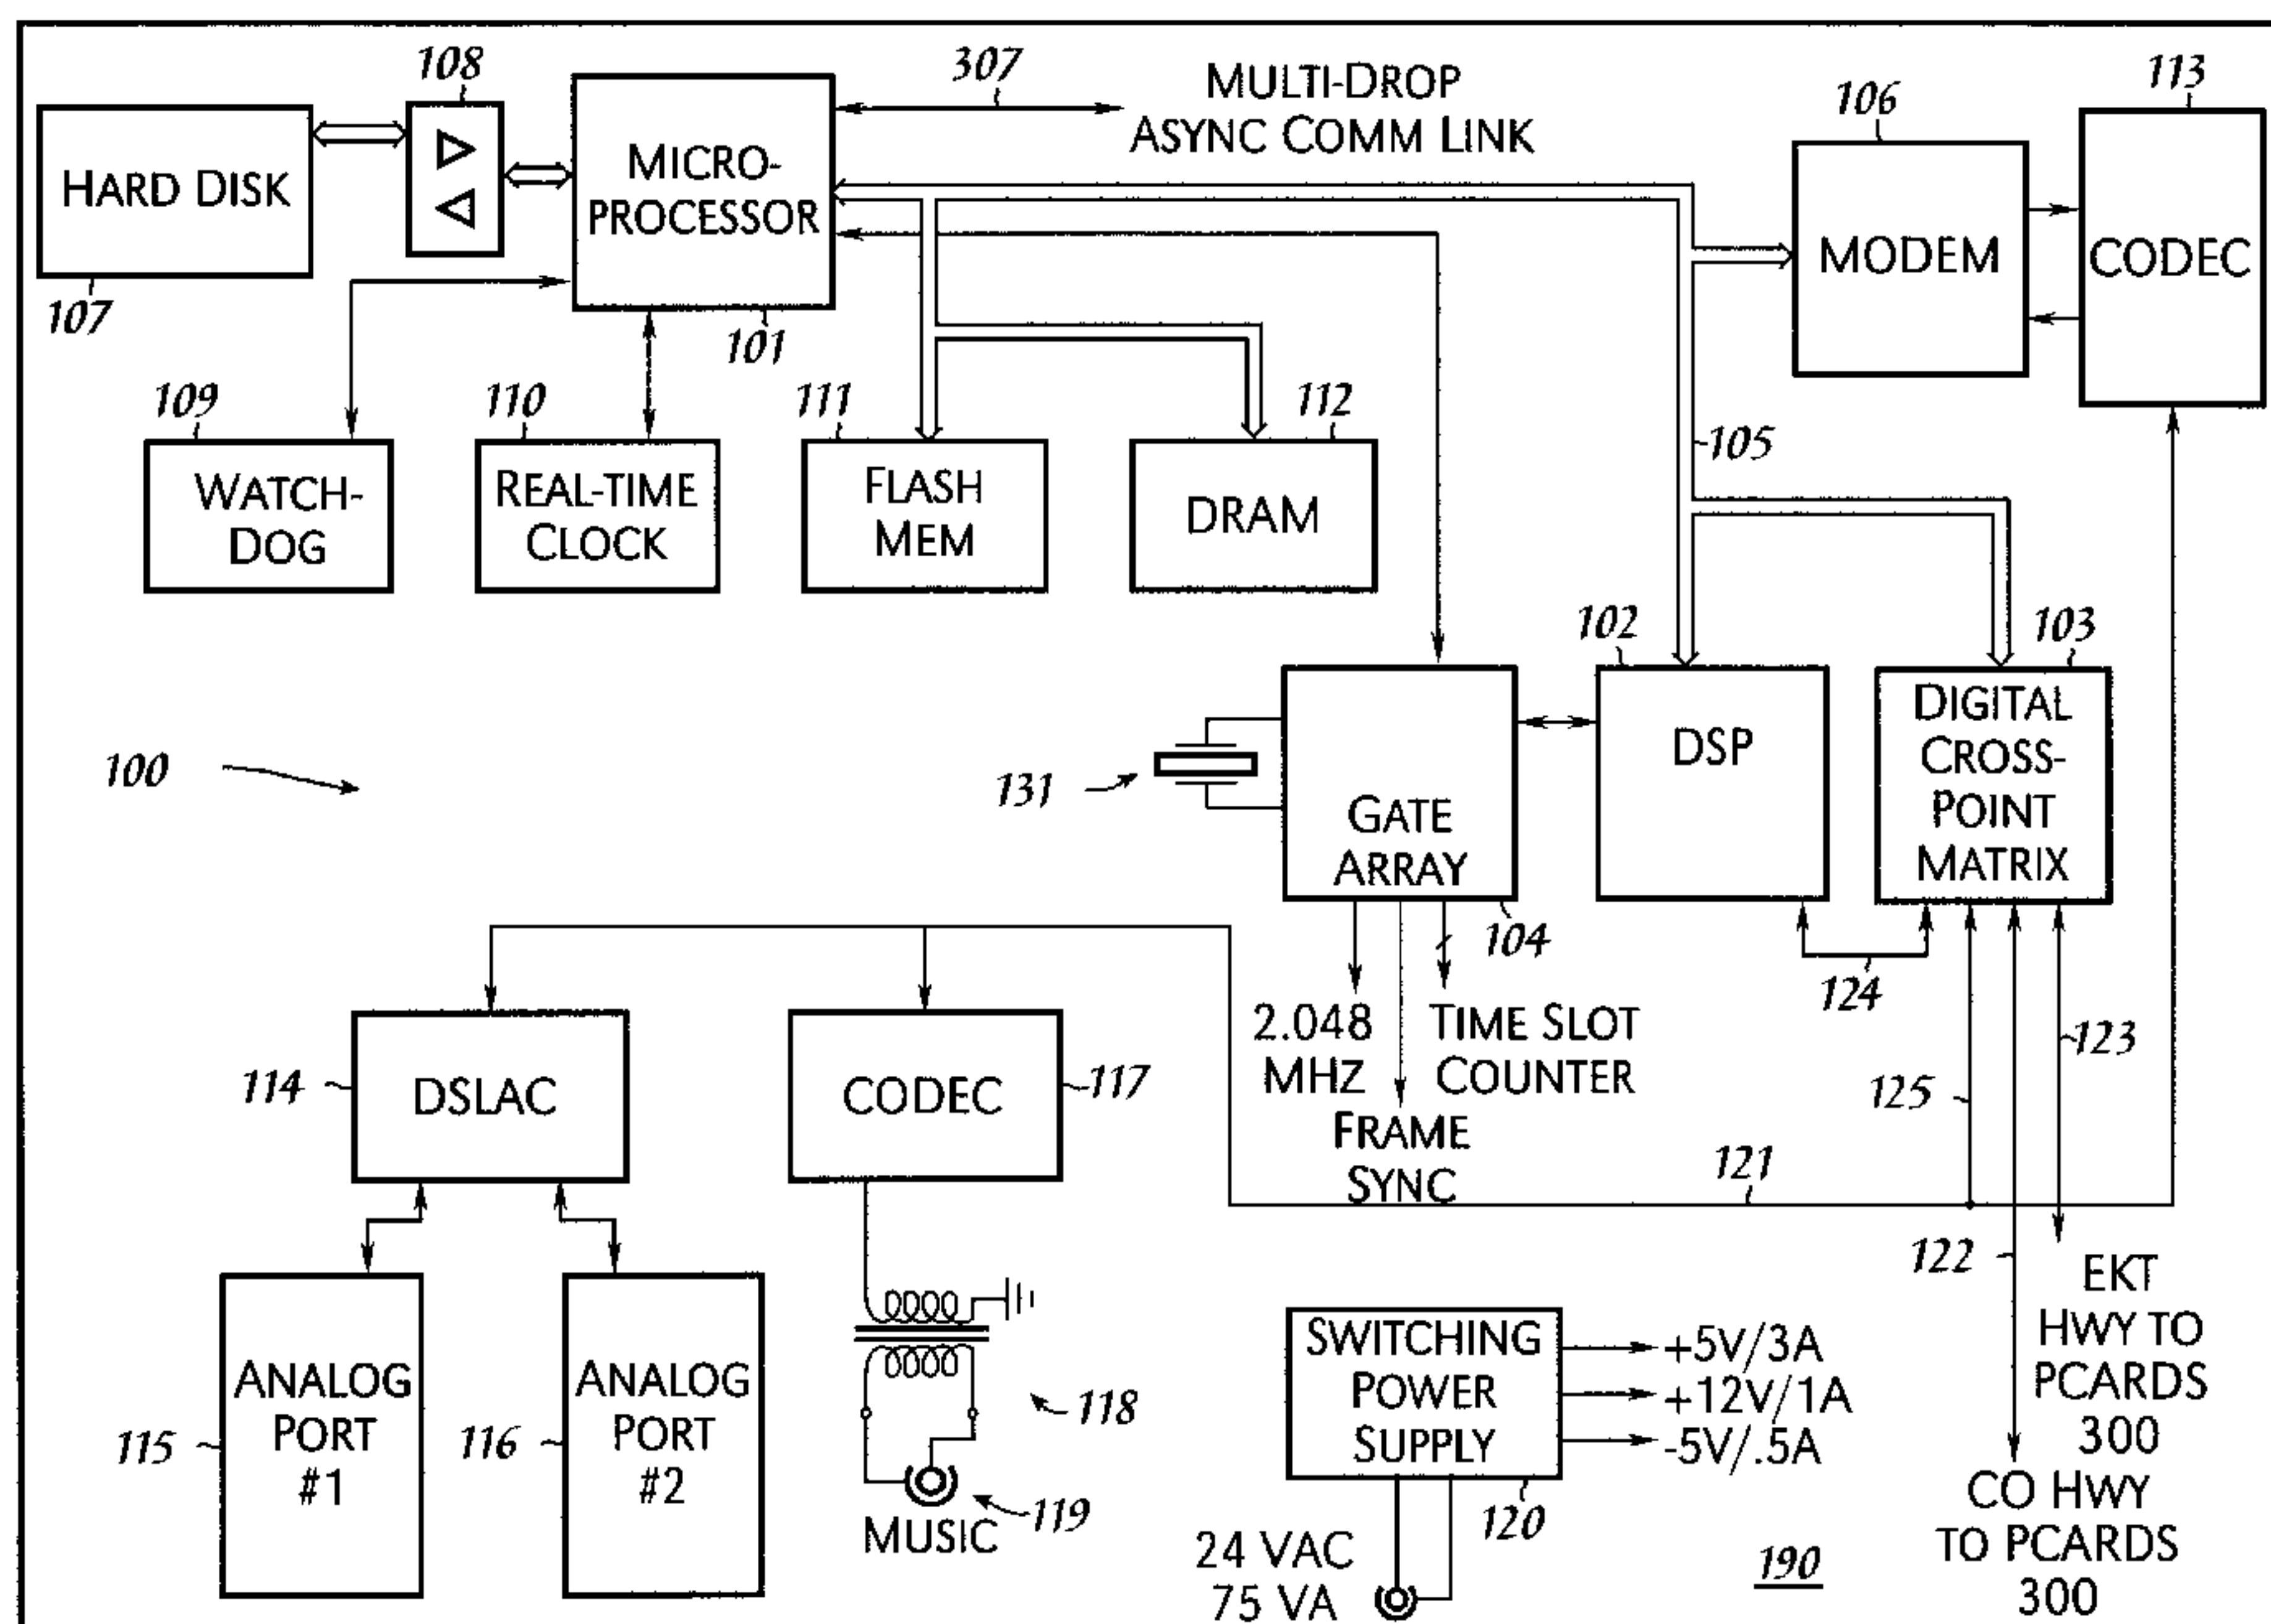 108
307
MULTI-DROP
ASYNC COMM LINK
106
113
HARD DISK
MICRO-
PROCESSOR
MODEM
CODEC
107
101
105
109
110
111
112
WATCH-
DOG
REAL-TIME
CLOCK
FLASH
MEM
DRAM
102
103
100
131
GATE
ARRAY
DSP
DIGITAL
CROSS-
POINT
MATRIX
104
124
2.048
MHZ
TIME SLOT
COUNTER
FRAME
SYNC
123
125
114
DSLAC
CODEC
117
121
122
EKT
HWY TO
PCARDS
300
ANALOG
PORT
#1
115
ANALOG
PORT
#2
116
118
119
MUSIC
SWITCHING
POWER
SUPPLY
+5V/3A
+12V/1A
-5V/.5A
120
24 VAC
75 VA
CO HWY
TO PCARDS
300
190